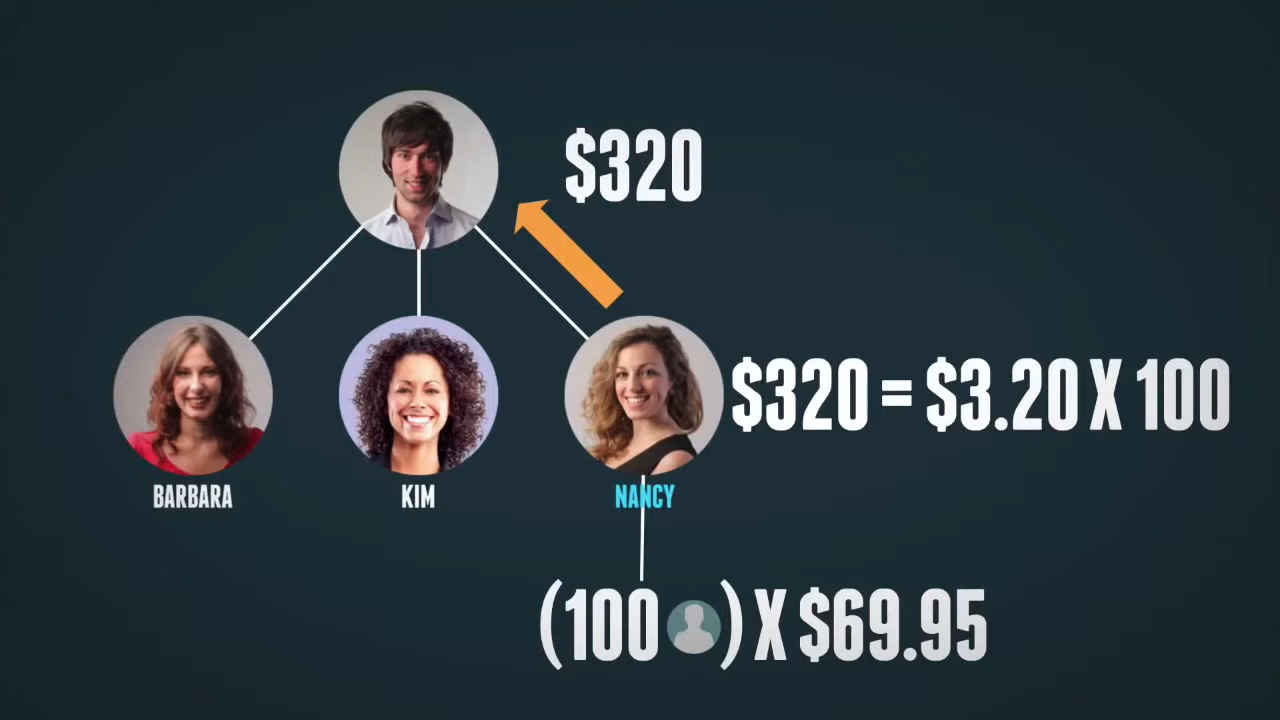 $320
$320 = $3.20 X 100
BARBARA
KIM
NANCY
(100 ) X $69.95